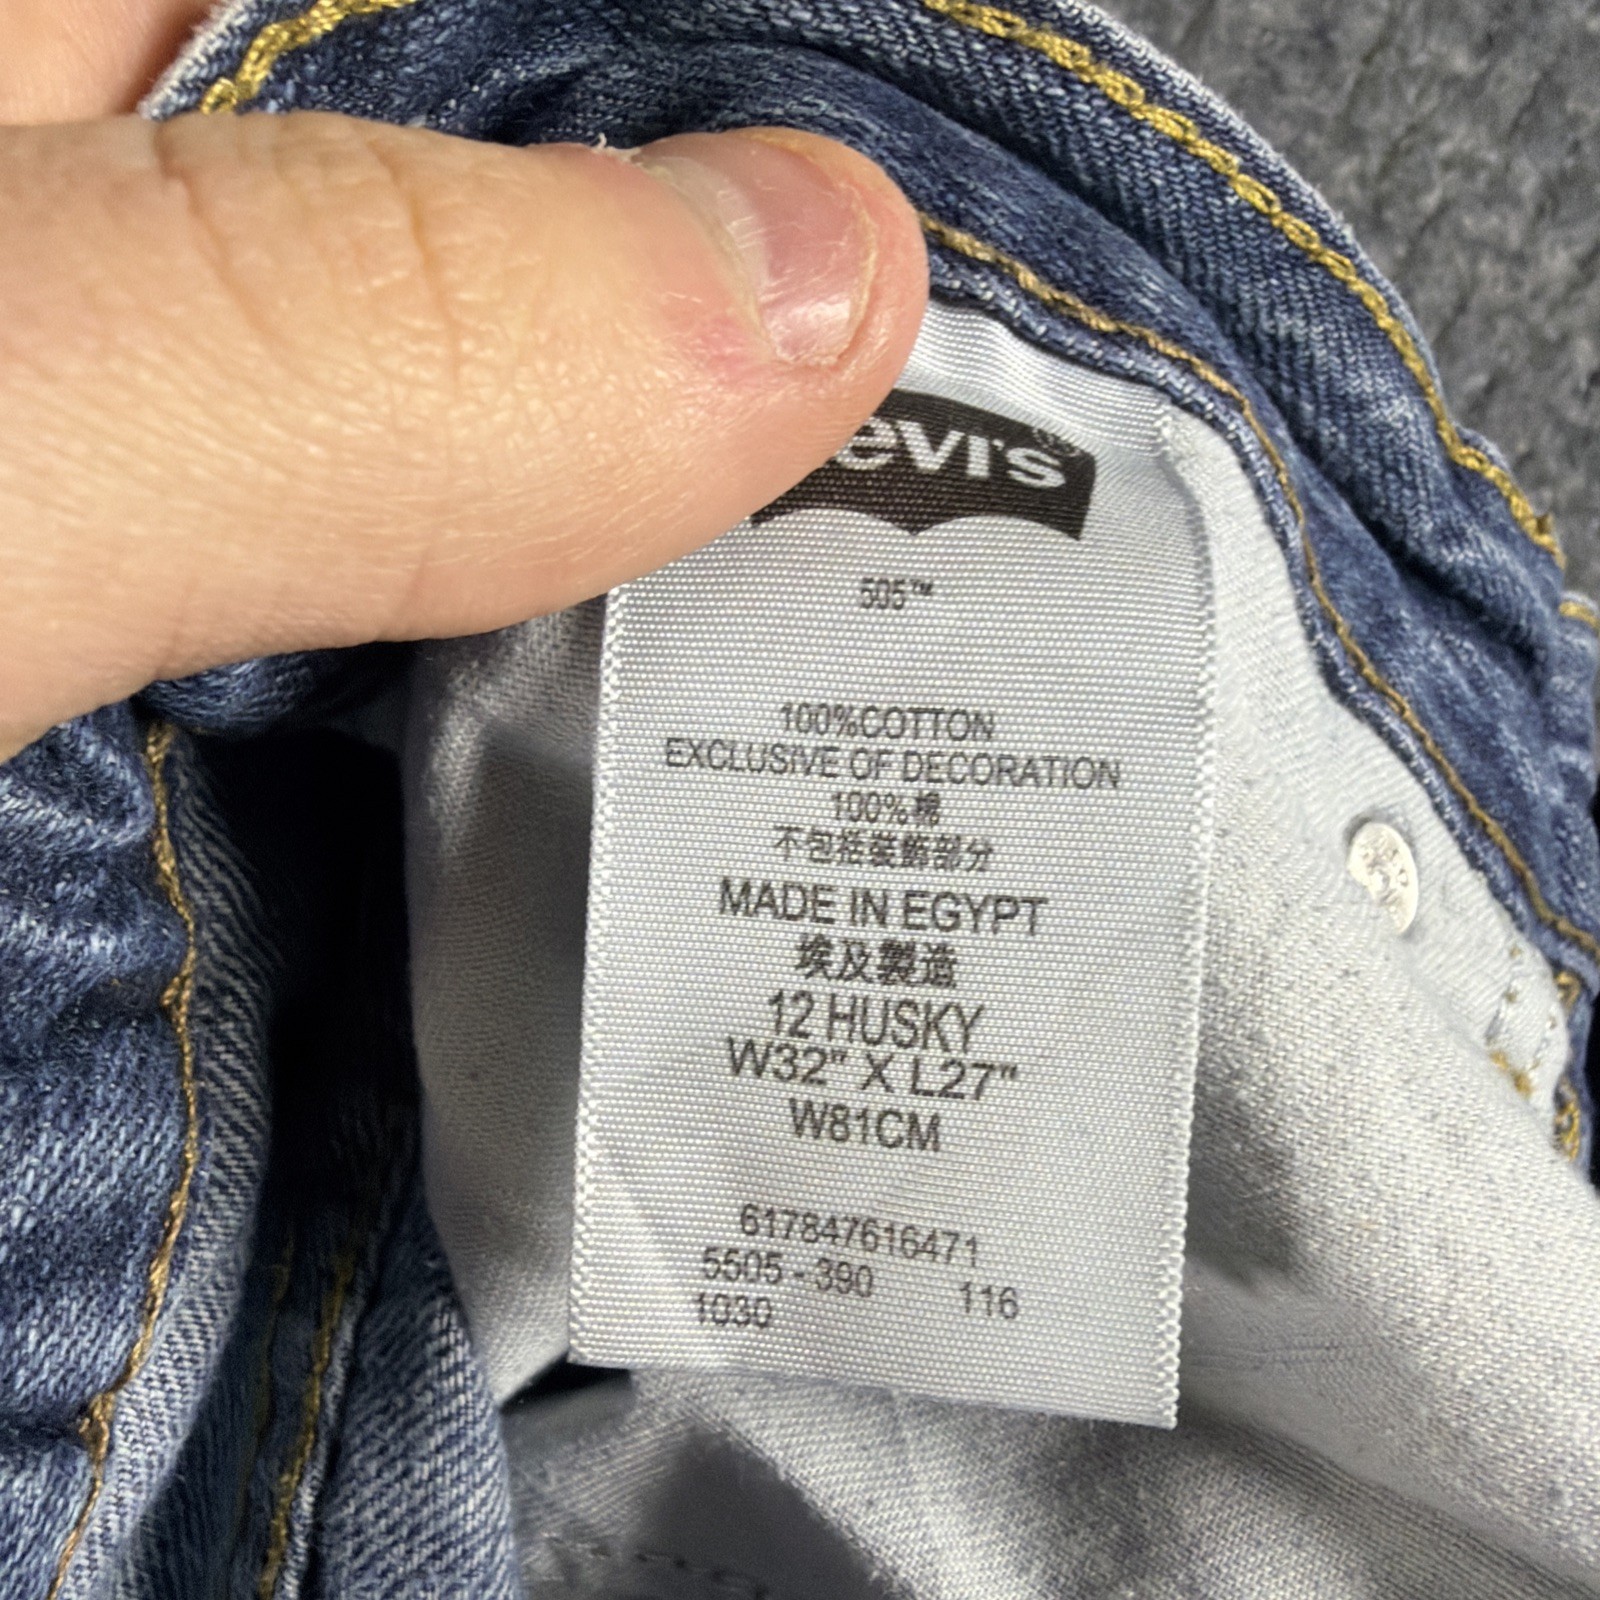 evi's®
505™
100%COTTON
EXCLUSIVE OF DECORATION
100%棉
不包括裝飾部分
MADE IN EGYPT
埃及製造
12 HUSKY
W32" X L27"
W81CM
617847616471
5505 - 390 116
1030